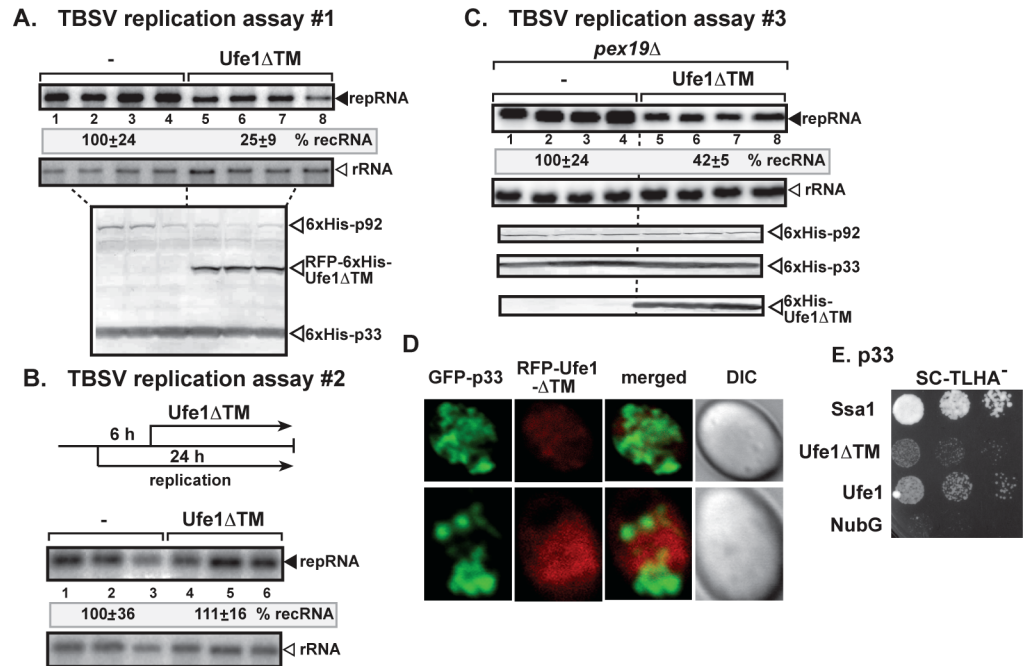 A. TBSV replication assay #1
- Ufe1ΔTM
repRNA
1 2 3 4 5 6 7 8
100±24 25±9 % recRNA
rRNA
6xHis-p92
RFP-6xHis-
Ufe1ΔTM
6xHis-p33
B. TBSV replication assay #2
Ufe1ΔTM
6 h
24 h
replication
- Ufe1ΔTM
repRNA
1 2 3 4 5 6
100±36 111±16 % recRNA
rRNA
C. TBSV replication assay #3
pex19Δ
- Ufe1ΔTM
repRNA
1 2 3 4 5 6 7 8
100±24 42±5 % recRNA
rRNA
6xHis-p92
6xHis-p33
6xHis-
Ufe1ΔTM
D
GFP-p33 RFP-Ufe1
-ΔTM merged DIC
E. p33
SC-TLHA⁻
Ssa1
Ufe1ΔTM
Ufe1
NubG